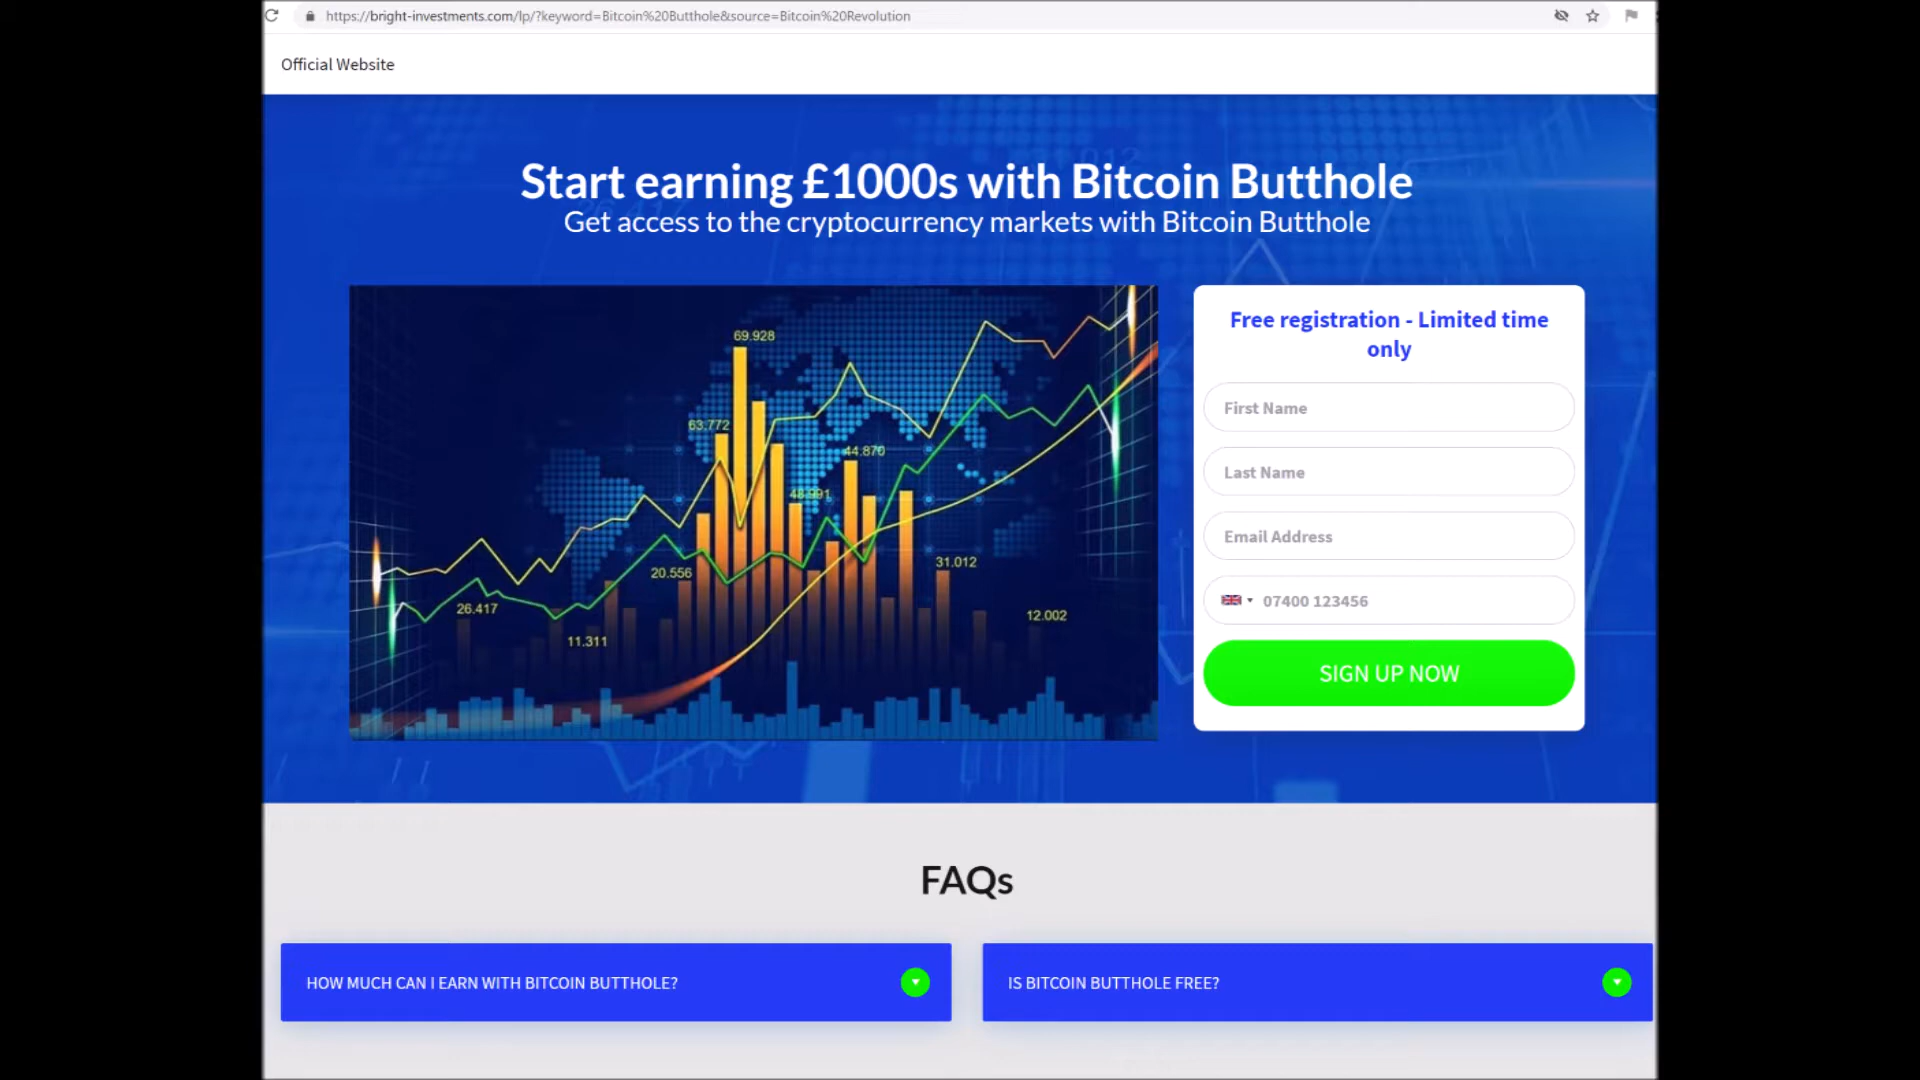 https://bright-investments.com/lp/?keyword=Bitcoin%20Butthole&source=Bitcoin%20Revolution
Official Website
Start earning £1000s with Bitcoin Butthole
Get access to the cryptocurrency markets with Bitcoin Butthole
69.928
63.772
44.870
48.991
20.556
31.012
26.417
12.002
11.311
Free registration - Limited time
only
First Name
Last Name
Email Address
07400 123456
SIGN UP NOW
FAQs
HOW MUCH CAN I EARN WITH BITCOIN BUTTHOLE?
IS BITCOIN BUTTHOLE FREE?